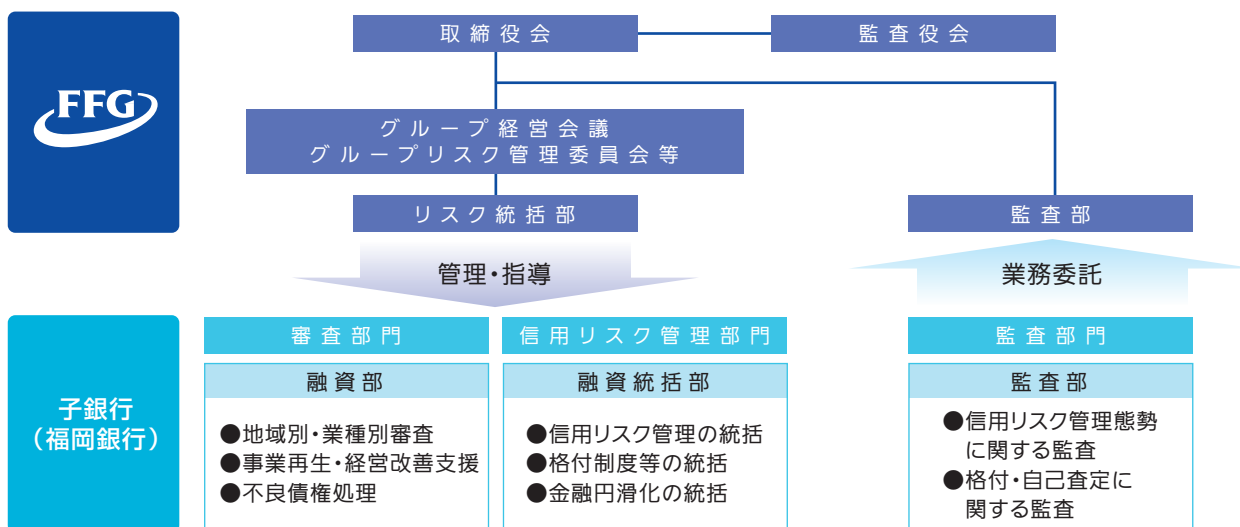 FFG
取締役会
監査役会
グループ経営会議
グループリスク管理委員会等
リスク統括部
監査部
管理・指導
業務委託
子銀行
（福岡銀行）
審査部門
融資部
●地域別・業種別審査
●事業再生・経営改善支援
●不良債権処理
信用リスク管理部門
融資統括部
●信用リスク管理の統括
●格付制度等の統括
●金融円滑化の統括
監査部門
監査部
●信用リスク管理態勢
に関する監査
●格付・自己査定に
関する監査